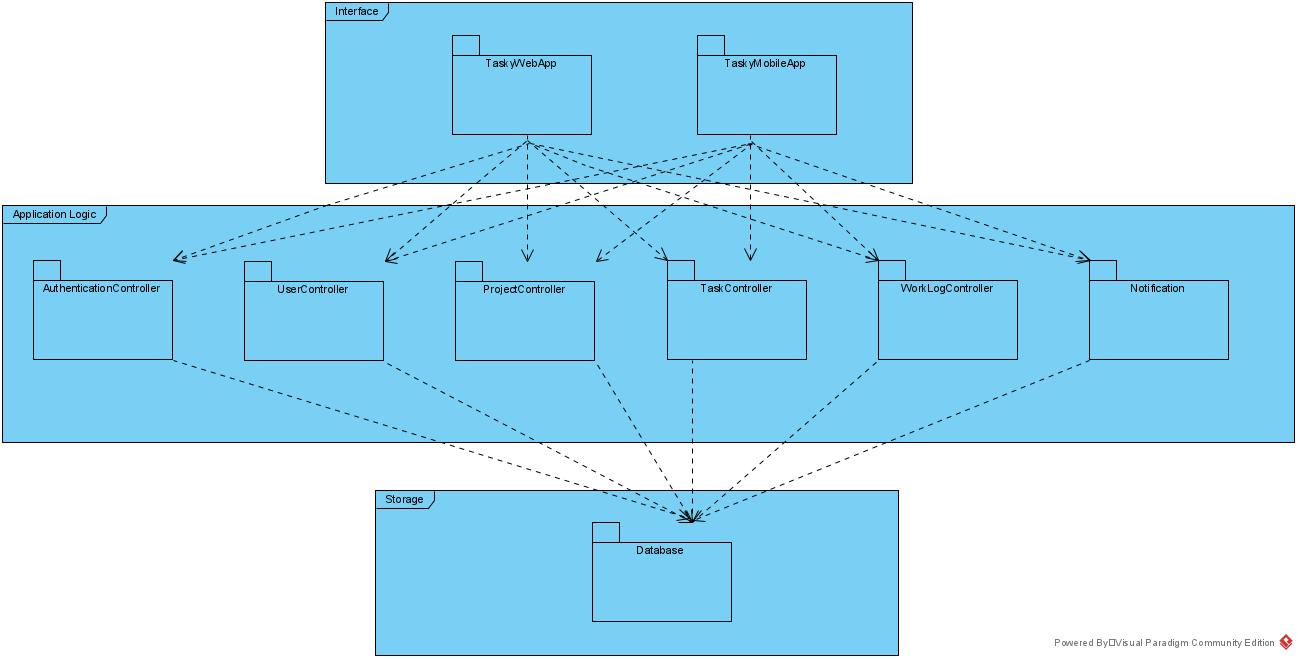 Interface
TaskyWebApp
TaskyMobileApp
Application Logic
AuthenticationController
UserController
ProjectController
TaskController
WorkLogController
Notification
Storage
Database
Powered By□Visual Paradigm Community Edition